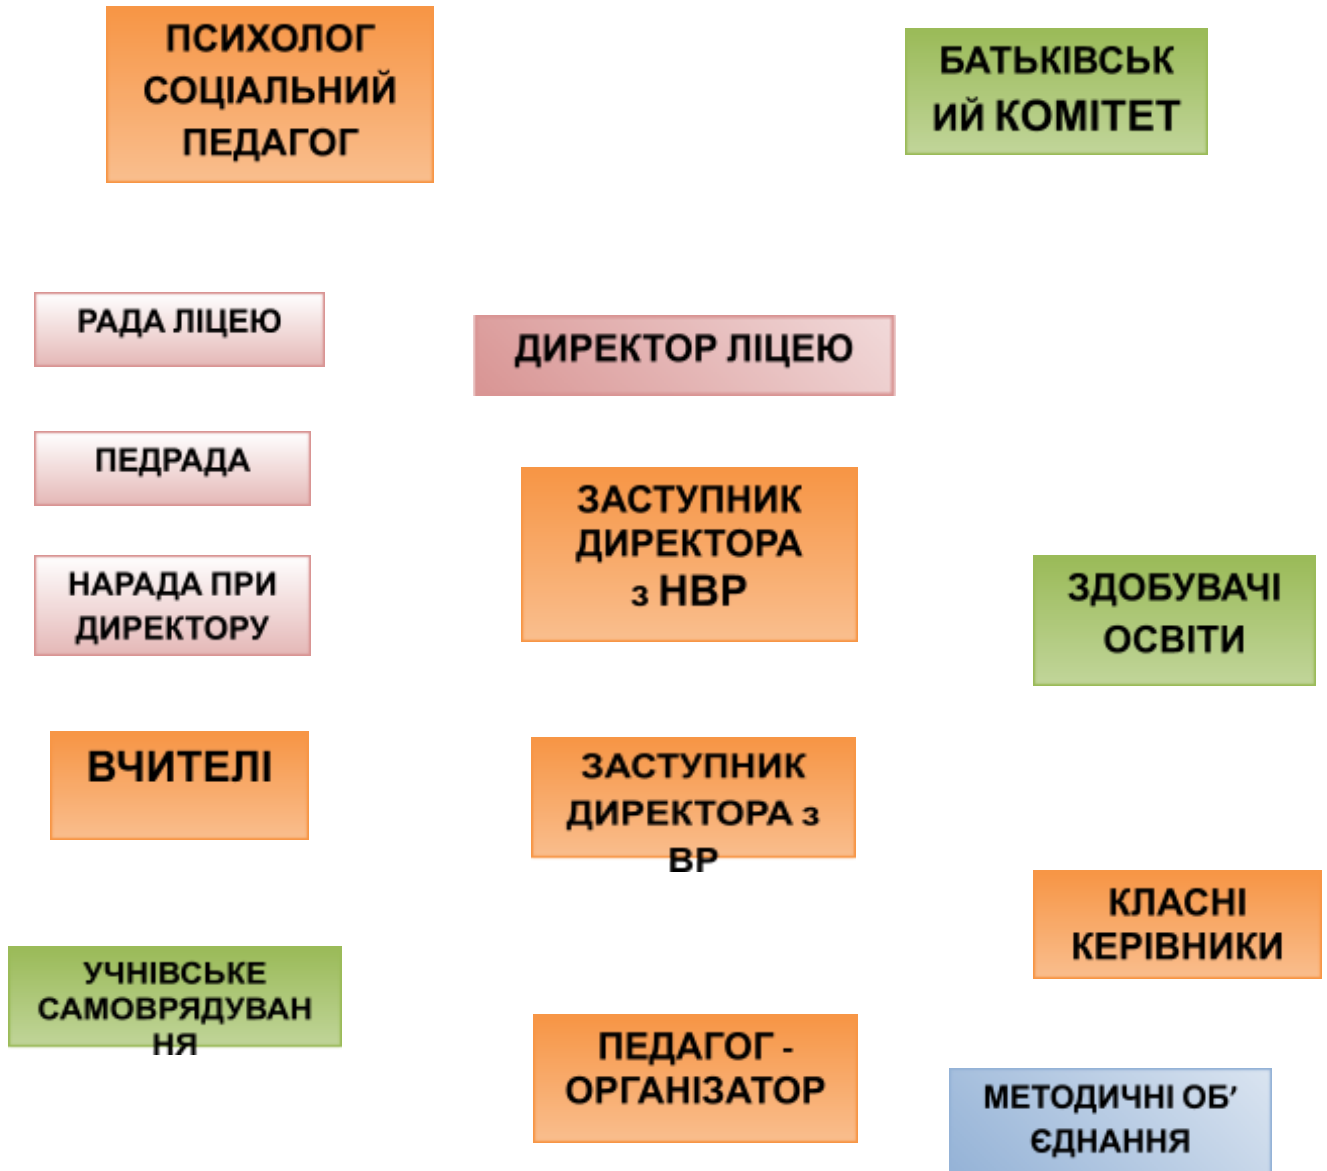 ПСИХОЛОГ
СОЦІАЛЬНИЙ
ПЕДАГОГ
БАТЬКІВСЬК
ИЙ КОМІТЕТ
РАДА ЛІЦЕЮ
ДИРЕКТОР ЛІЦЕЮ
ПЕДРАДА
ЗАСТУПНИК
ДИРЕКТОРА
з НВР
НАРАДА ПРИ
ДИРЕКТОРУ
ЗДОБУВАЧІ
ОСВІТИ
ВЧИТЕЛІ
ЗАСТУПНИК
ДИРЕКТОРА з
ВР
КЛАСНІ
КЕРІВНИКИ
УЧНІВСЬКЕ
САМОВРЯДУВАН
НЯ
ПЕДАГОГ -
ОРГАНІЗАТОР
МЕТОДИЧНІ ОБ’
ЄДНАННЯ